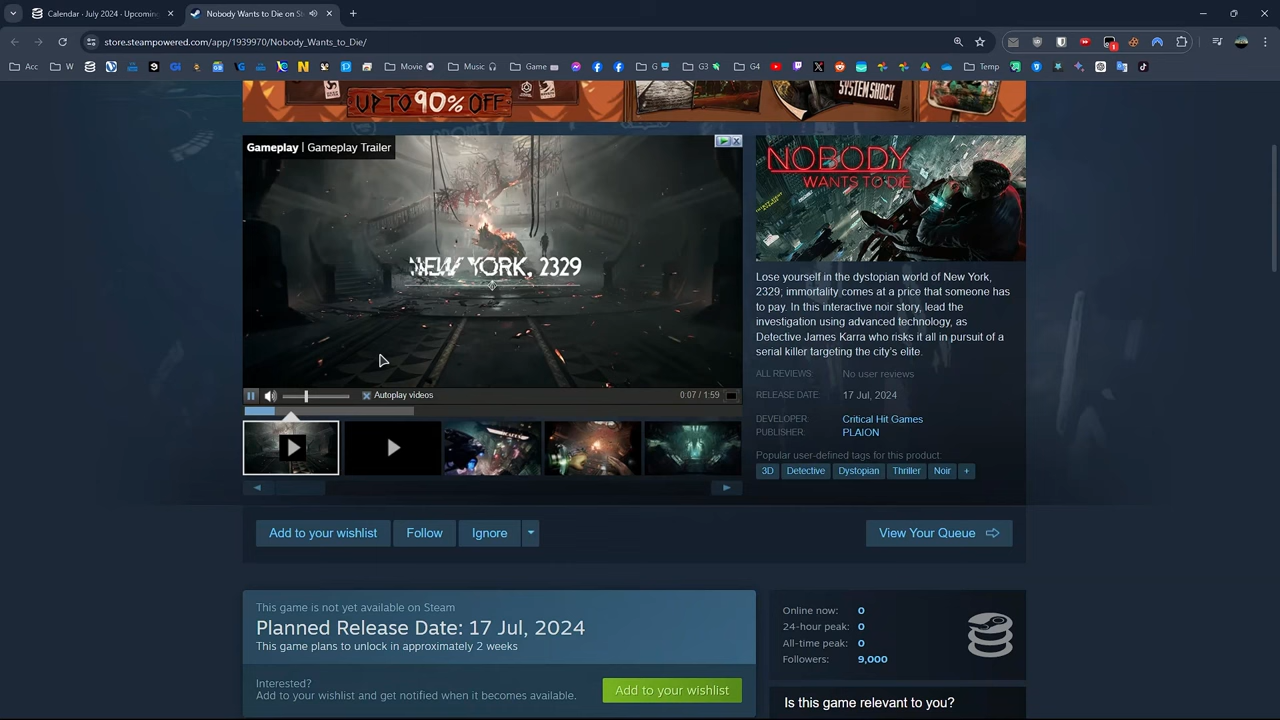 Calendar · July 2024 - Upcoming
Nobody Wants to Die on St
store.steampowered.com/app/1939970/Nobody_Wants_to_Die/
Acc
W
Movie
Music
Game
G
G3
G4
Temp
UP TO 90% OFF
SYSTEM SHOCK
Gameplay | Gameplay Trailer
NEW YORK, 2329
0:07 / 1:59
Autoplay videos
NOBODY
WANTS TO DIE
Lose yourself in the dystopian world of New York,
2329, immortality comes at a price that someone has
to pay. In this interactive noir story, lead the
investigation using advanced technology, as
Detective James Karra who risks it all in pursuit of a
serial killer targeting the city's elite.
ALL REVIEWS No user reviews
RELEASE DATE: 17 Jul, 2024
DEVELOPER: Critical Hit Games
PUBLISHER: PLAION
Popular user-defined tags for this product:
3D Detective Dystopian Thriller Noir +
Add to your wishlist Follow Ignore View Your Queue
This game is not yet available on Steam
Planned Release Date: 17 Jul, 2024
This game plans to unlock in approximately 2 weeks
Interested?
Add to your wishlist and get notified when it becomes available.
Add to your wishlist
Online now: 0
24-hour peak: 0
All-time peak: 0
Followers: 9,000
Is this game relevant to you?